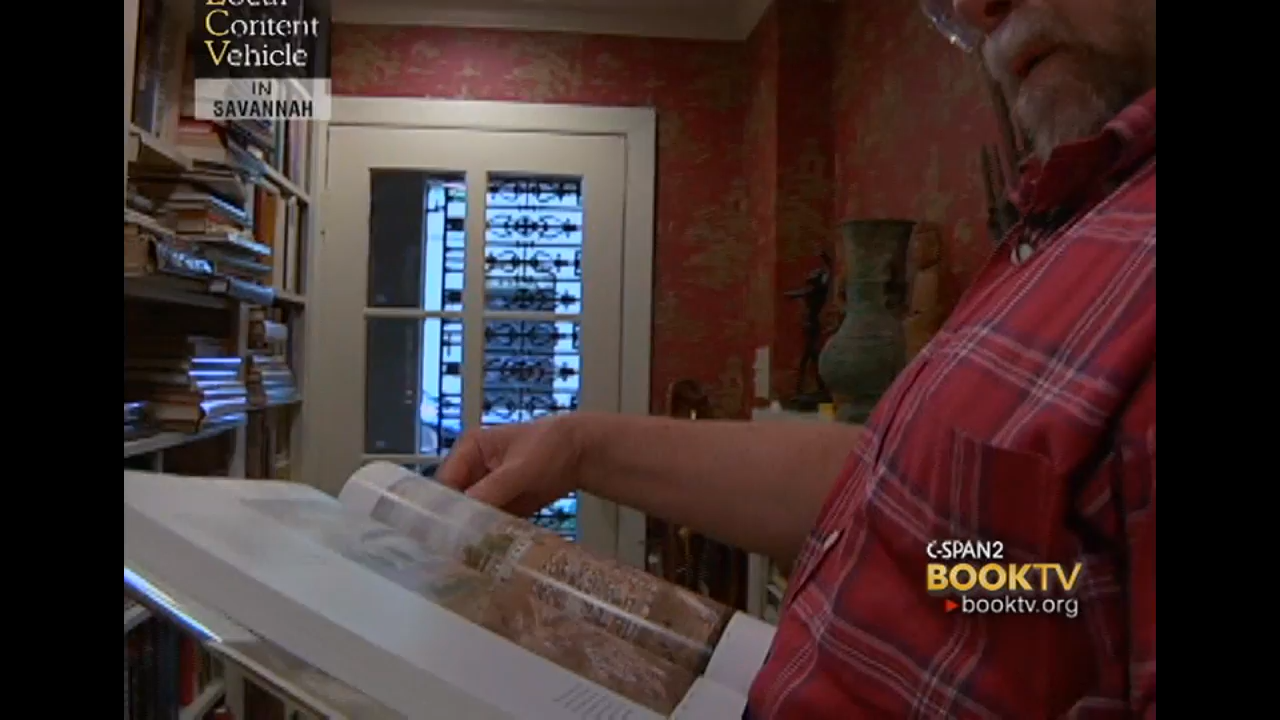 Local
Content
Vehicle
IN
SAVANNAH
C-SPAN2
BOOKTV
booktv.org